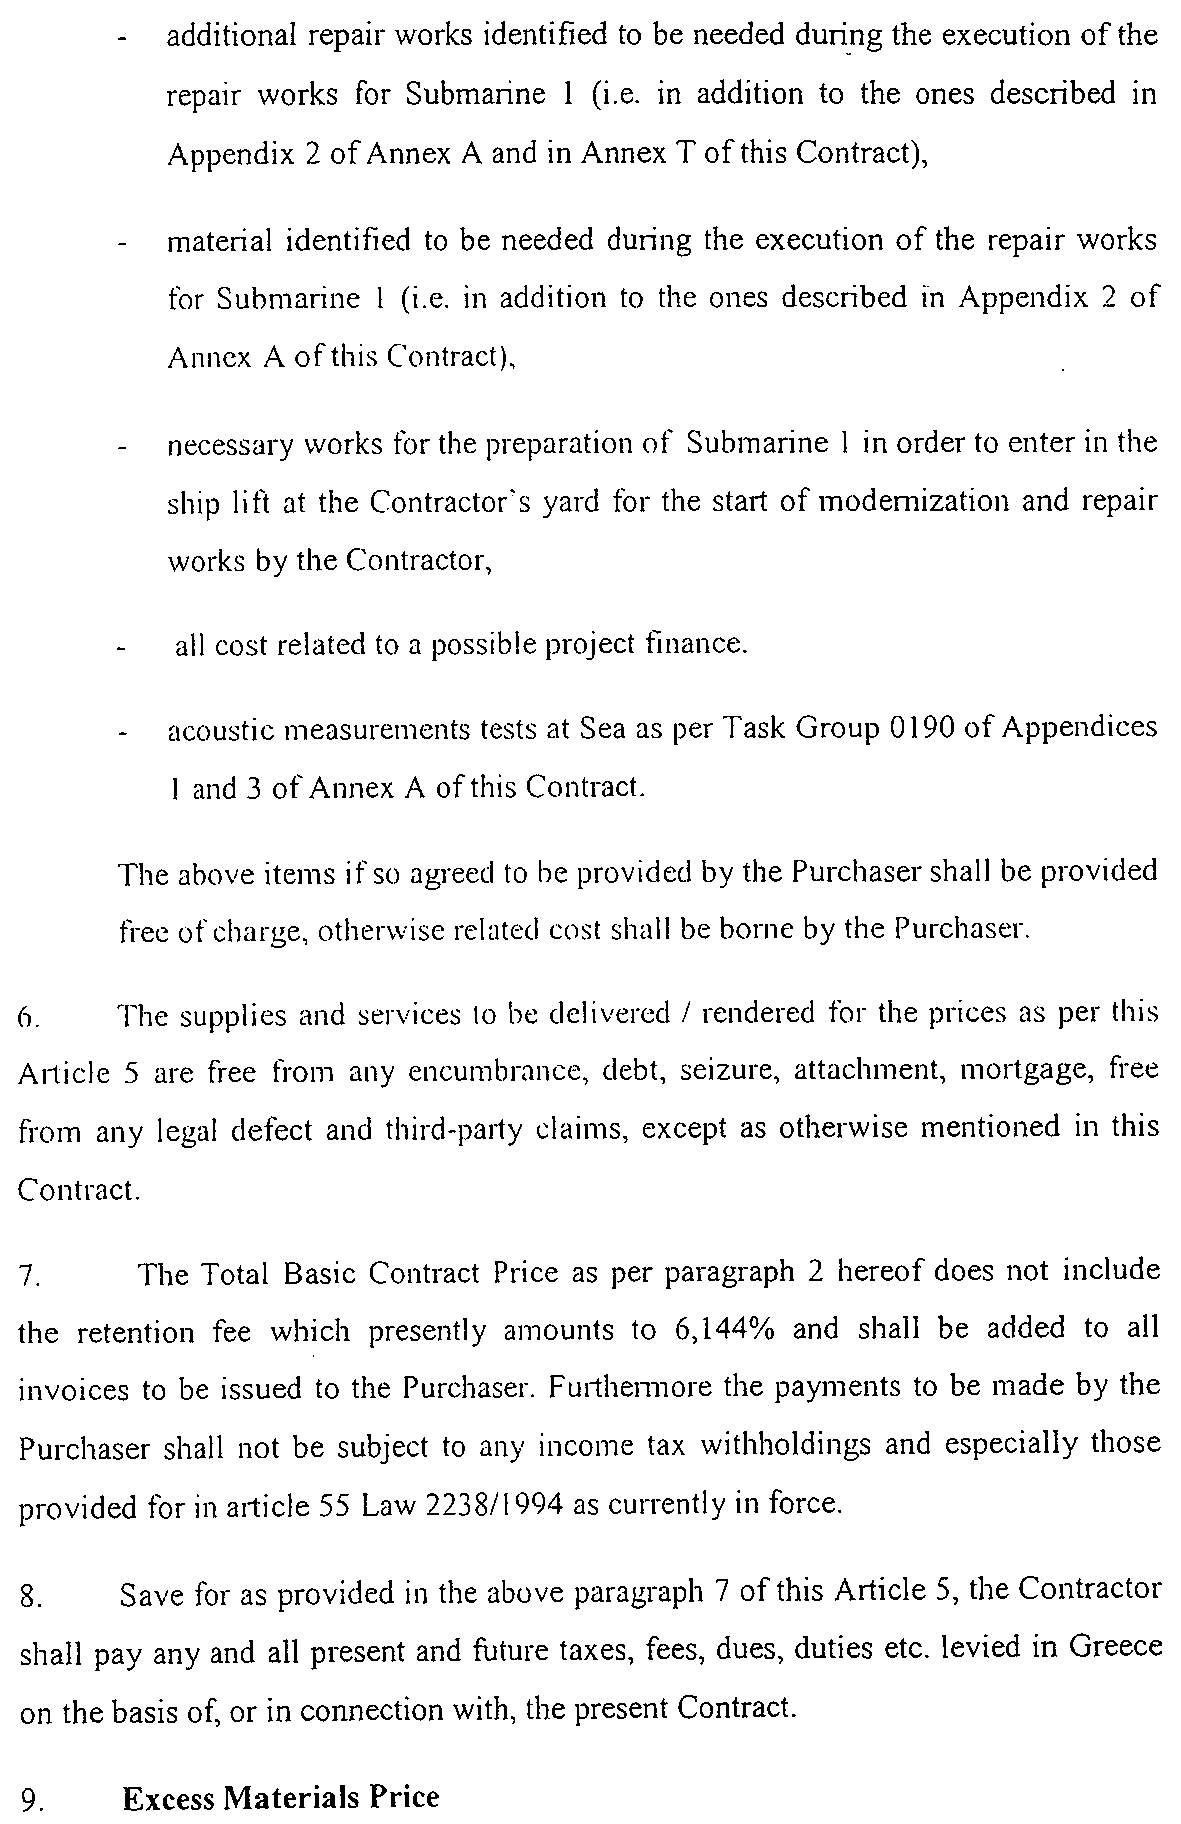 - additional repair works identified to be needed during the execution of the
repair works for Submarine 1 (i.e. in addition to the ones described in
Appendix 2 of Annex A and in Annex T of this Contract),
- material identified to be needed during the execution of the repair works
for Submarine 1 (i.e. in addition to the ones described in Appendix 2 of
Annex A of this Contract),
- necessary works for the preparation of Submarine 1 in order to enter in the
ship lift at the Contractor's yard for the start of modernization and repair
works by the Contractor,
- all cost related to a possible project finance.
- acoustic measurements tests at Sea as per Task Group 0190 of Appendices
1 and 3 of Annex A of this Contract.
The above items if so agreed to be provided by the Purchaser shall be provided
free of charge, otherwise related cost shall be borne by the Purchaser.
6. The supplies and services to be delivered / rendered for the prices as per this
Article 5 are free from any encumbrance, debt, seizure, attachment, mortgage, free
from any legal defect and third-party claims, except as otherwise mentioned in this
Contract.
7. The Total Basic Contract Price as per paragraph 2 hereof does not include
the retention fee which presently amounts to 6,144% and shall be added to all
invoices to be issued to the Purchaser. Furthermore the payments to be made by the
Purchaser shall not be subject to any income tax withholdings and especially those
provided for in article 55 Law 2238/1994 as currently in force.
8. Save for as provided in the above paragraph 7 of this Article 5, the Contractor
shall pay any and all present and future taxes, fees, dues, duties etc. levied in Greece
on the basis of, or in connection with, the present Contract.
9. Excess Materials Price